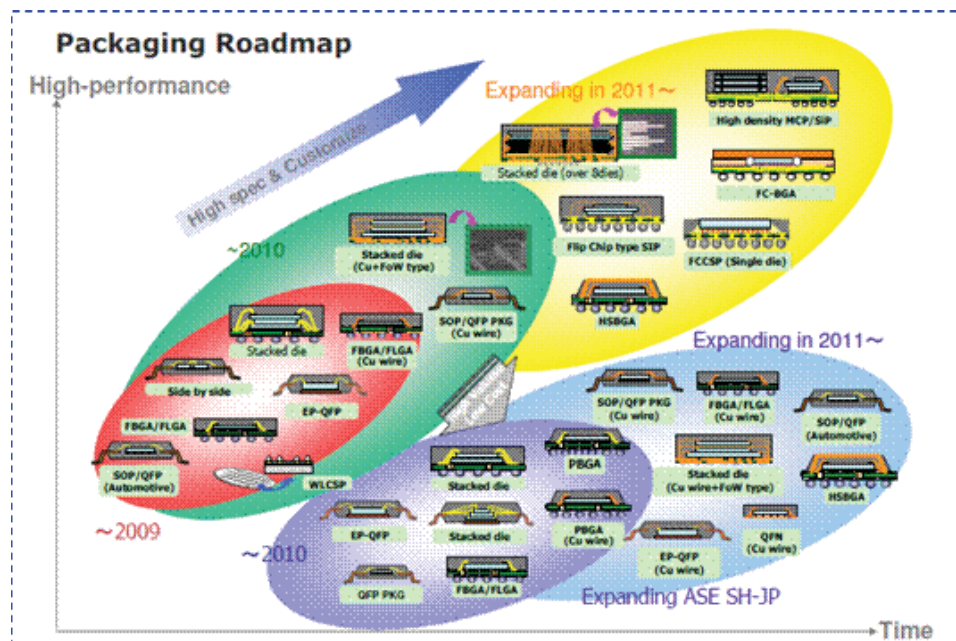 Packaging Roadmap
High-performance
High spec & Customize
Expanding in 2011～
High density MCP/SiP
Stacked die (over 8dies)
FC-BGA
~2010
Stacked die
(Cu+FoW type)
Flip Chip type SIP
FCCSP (Single die)
SOP/QFP PKG
(Cu wire)
HSBGA
Stacked die
FBGA/FLGA
(Cu wire)
Side by side
EP-QFP
FBGA/FLGA
SOP/QFP
(Automotive)
WLCSP
～2009
Expanding in 2011～
SOP/QFP PKG
(Cu wire)
FBGA/FLGA
(Cu wire)
SOP/QFP
(Automotive)
Stacked die
PBGA
Stacked die
(Cu wire+FoW type)
HSBGA
EP-QFP
Stacked die
PBGA
(Cu wire)
EP-QFP
(Cu wire)
QFN
(Cu wire)
～2010
QFP PKG
FBGA/FLGA
Expanding ASE SH-JP
Time